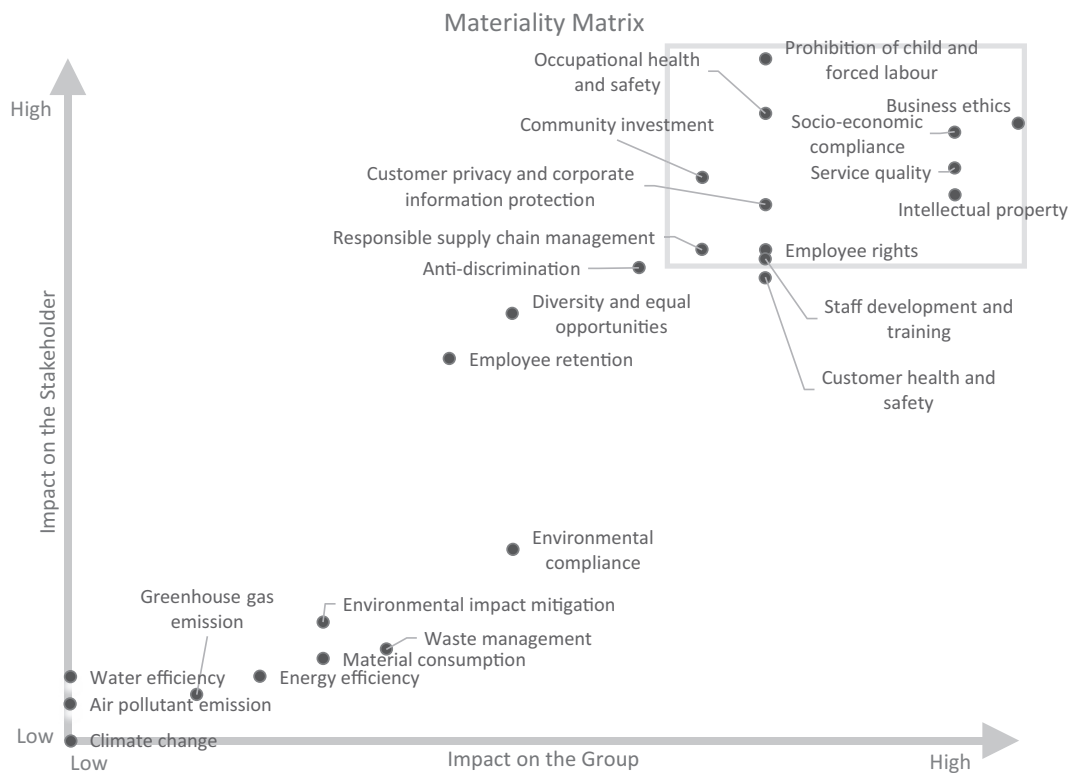 Materiality Matrix
Prohibition of child and
forced labour
Occupational health
and safety
High
Business ethics
Community investment
Socio-economic
compliance
Customer privacy and corporate
information protection
Service quality
Intellectual property
Responsible supply chain management
Employee rights
Anti-discrimination
Diversity and equal
opportunities
Staff development and
training
Employee retention
Customer health and
safety
Impact on the Stakeholder
Environmental
compliance
Greenhouse gas
emission
Environmental impact mitigation
Waste management
Material consumption
Water efficiency
Energy efficiency
Air pollutant emission
Low
Climate change
Low
Impact on the Group
High